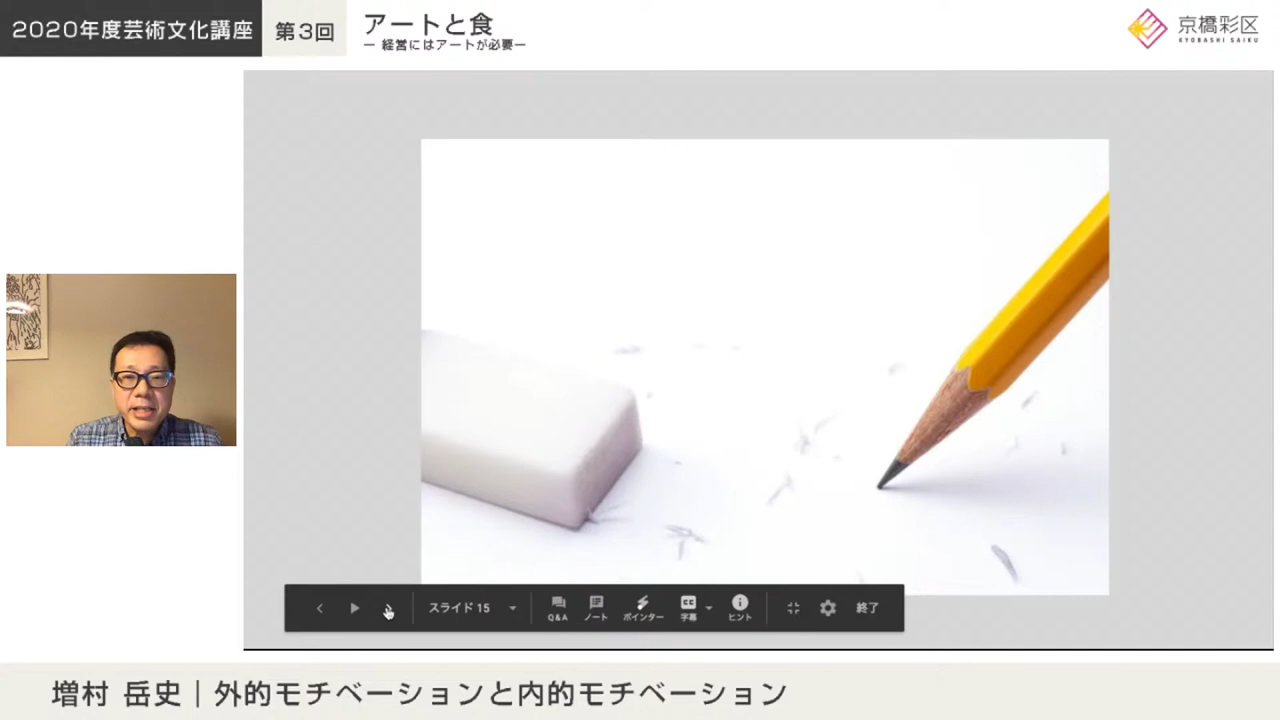 2020年度芸術文化講座
第3回
アートと食
ー 経営にはアートが必要ー
京橋彩区
KYOBASHI SAIKU
スライド 15
Q&A
ノート
ポインター
字幕
ヒント
終了
増村 岳史｜外的モチベーションと内的モチベーション